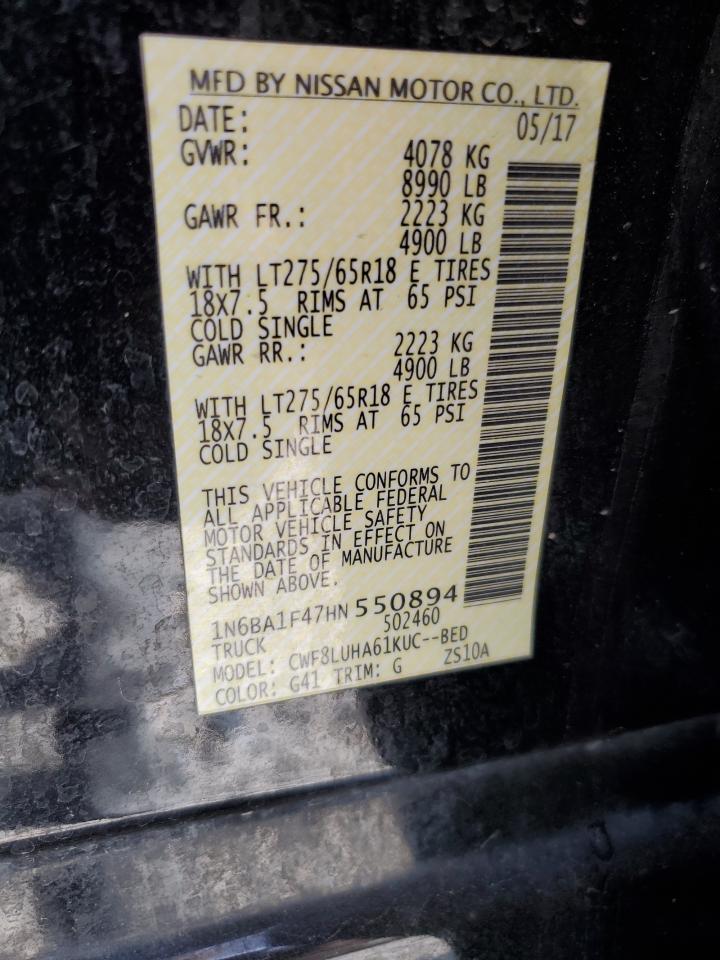 MFD BY NISSAN MOTOR CO., LTD.
DATE: 05/17
GVWR: 4078 KG
8990 LB
GAWR FR.: 2223 KG
4900 LB
WITH LT275/65R18 E TIRES
18X7.5 RIMS AT 65 PSI
COLD SINGLE
GAWR RR.: 2223 KG
4900 LB
WITH LT275/65R18 E TIRES
18X7.5 RIMS AT 65 PSI
COLD SINGLE
THIS VEHICLE CONFORMS TO
ALL APPLICABLE FEDERAL
MOTOR VEHICLE SAFETY
STANDARDS IN EFFECT ON
THE DATE OF MANUFACTURE
SHOWN ABOVE.
1N6BA1F47HN 550894
TRUCK 502460
MODEL: CWF8LUHA61KUC--BED
COLOR: G41 TRIM: G ZS10A